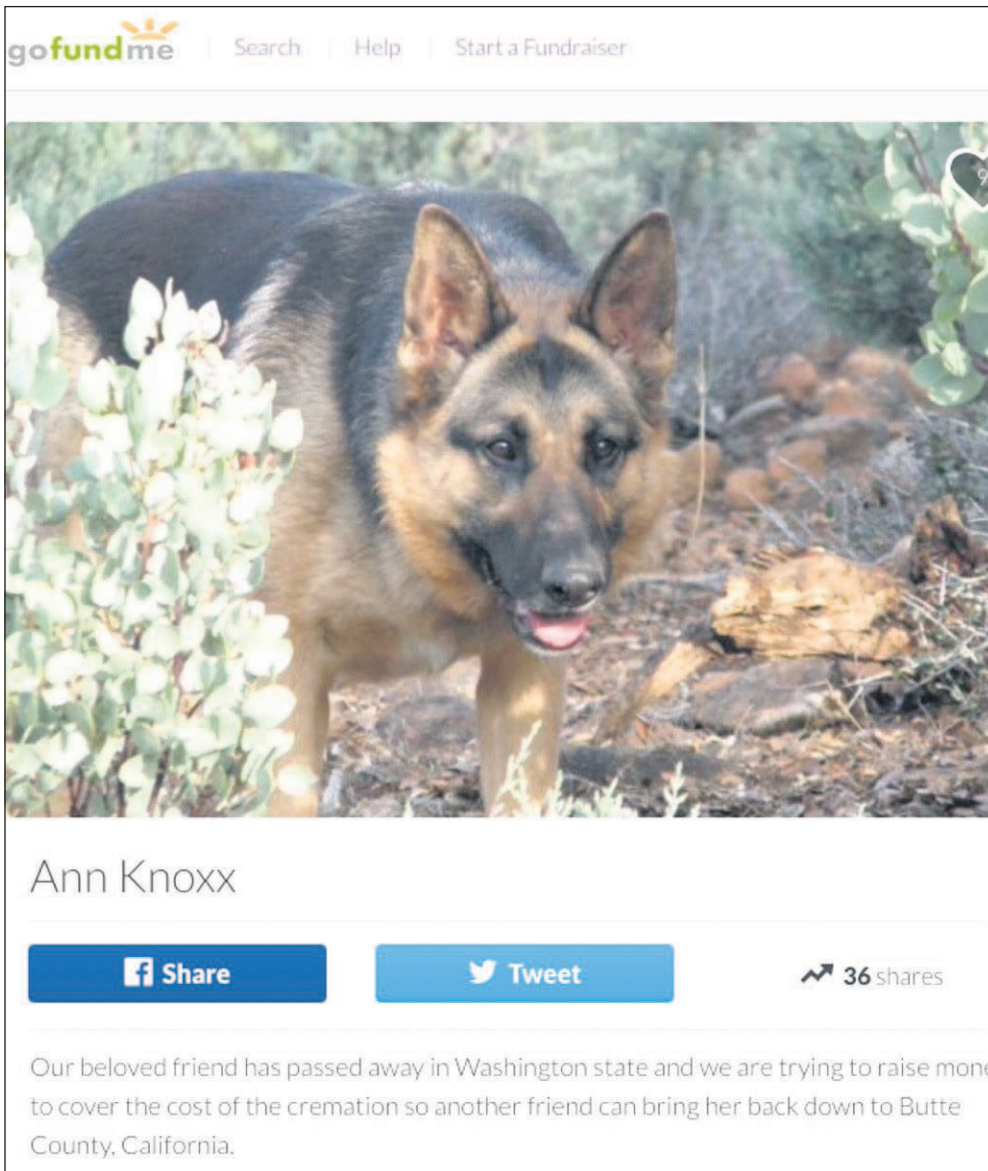 gofundme Search Help Start a Fundraiser
9
Ann Knoxx
Share Tweet 36 shares
Our beloved friend has passed away in Washington state and we are trying to raise mone
to cover the cost of the cremation so another friend can bring her back down to Butte
County, California.